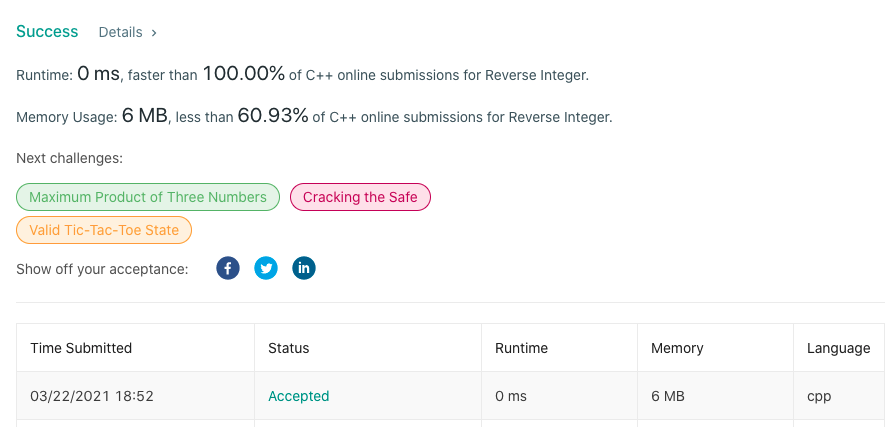 Success Details >
Runtime: 0 ms, faster than 100.00% of C++ online submissions for Reverse Integer.
Memory Usage: 6 MB, less than 60.93% of C++ online submissions for Reverse Integer.
Next challenges:
Maximum Product of Three Numbers Cracking the Safe
Valid Tic-Tac-Toe State
Show off your acceptance: f in
Time Submitted Status Runtime Memory Language
03/22/2021 18:52 Accepted 0 ms 6 MB cpp